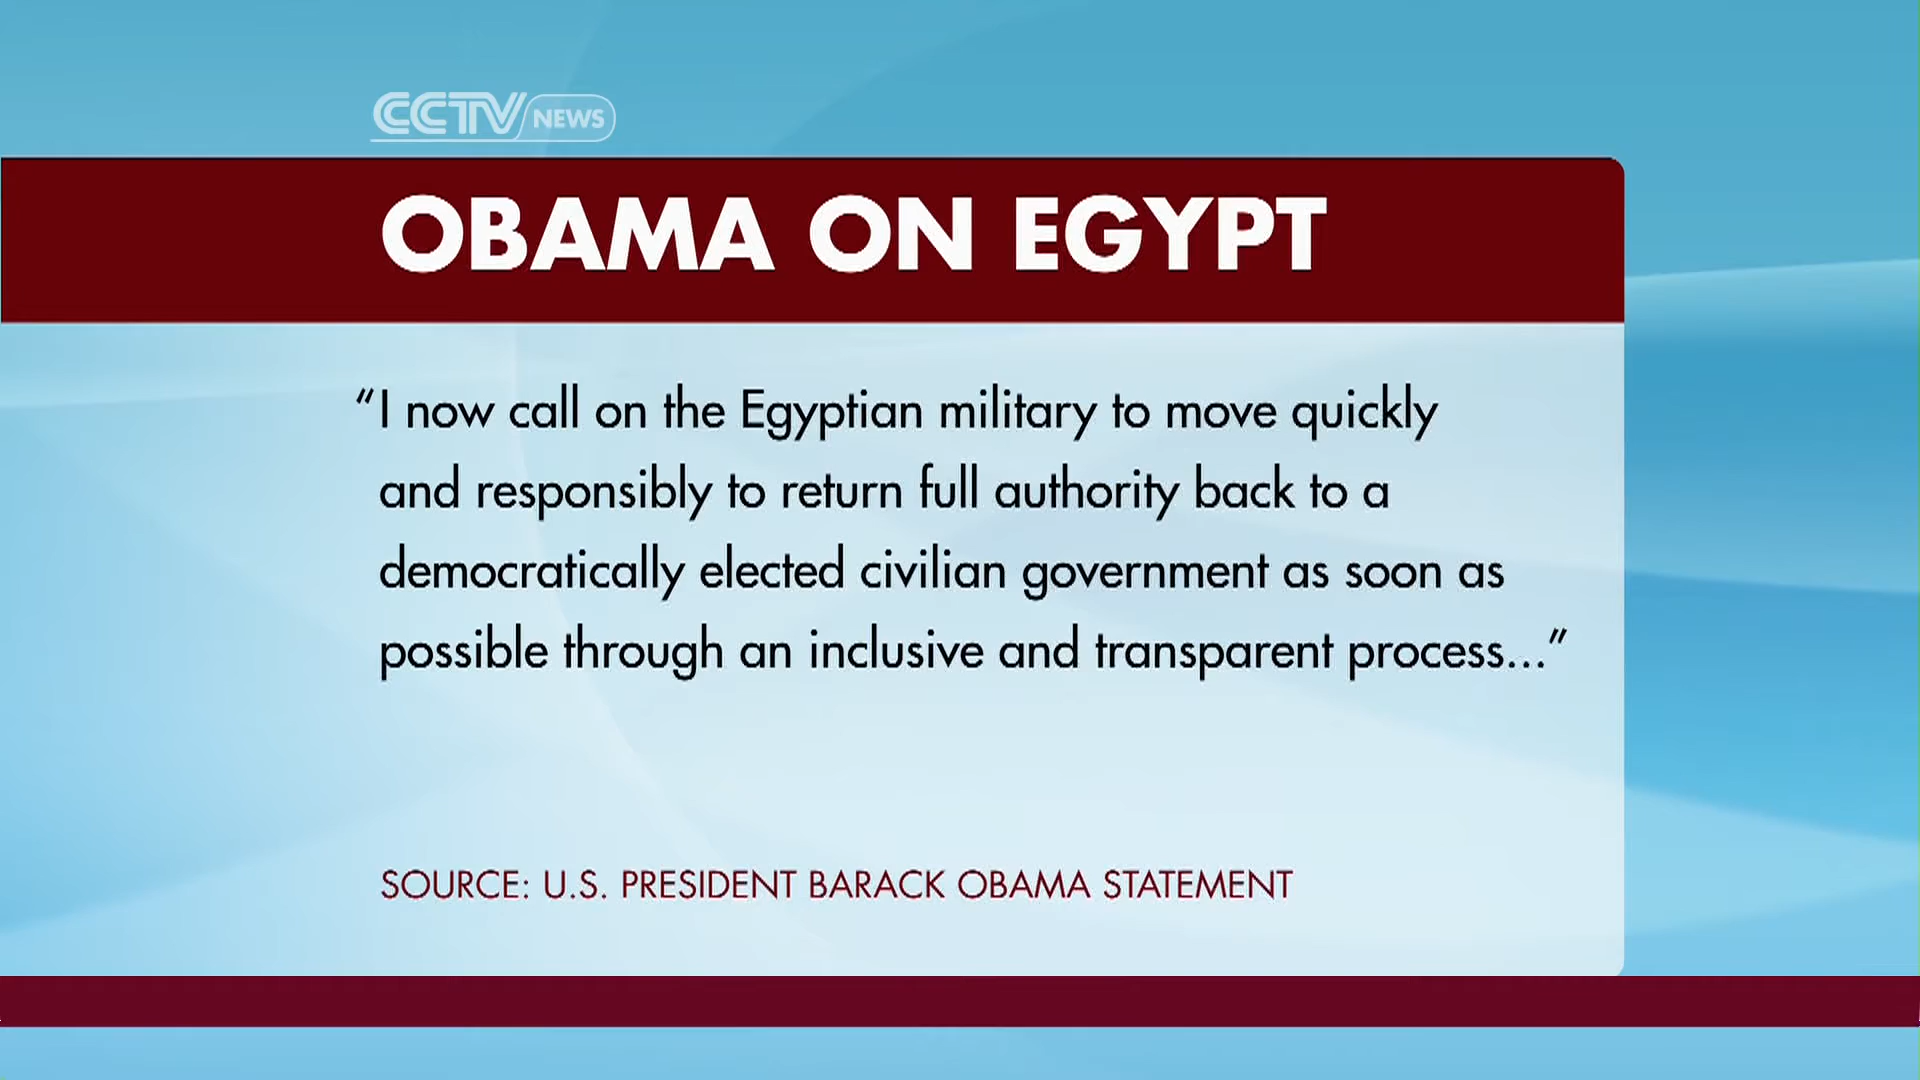 CCTV NEWS
OBAMA ON EGYPT
“I now call on the Egyptian military to move quickly
and responsibly to return full authority back to a
democratically elected civilian government as soon as
possible through an inclusive and transparent process...”
SOURCE: U.S. PRESIDENT BARACK OBAMA STATEMENT